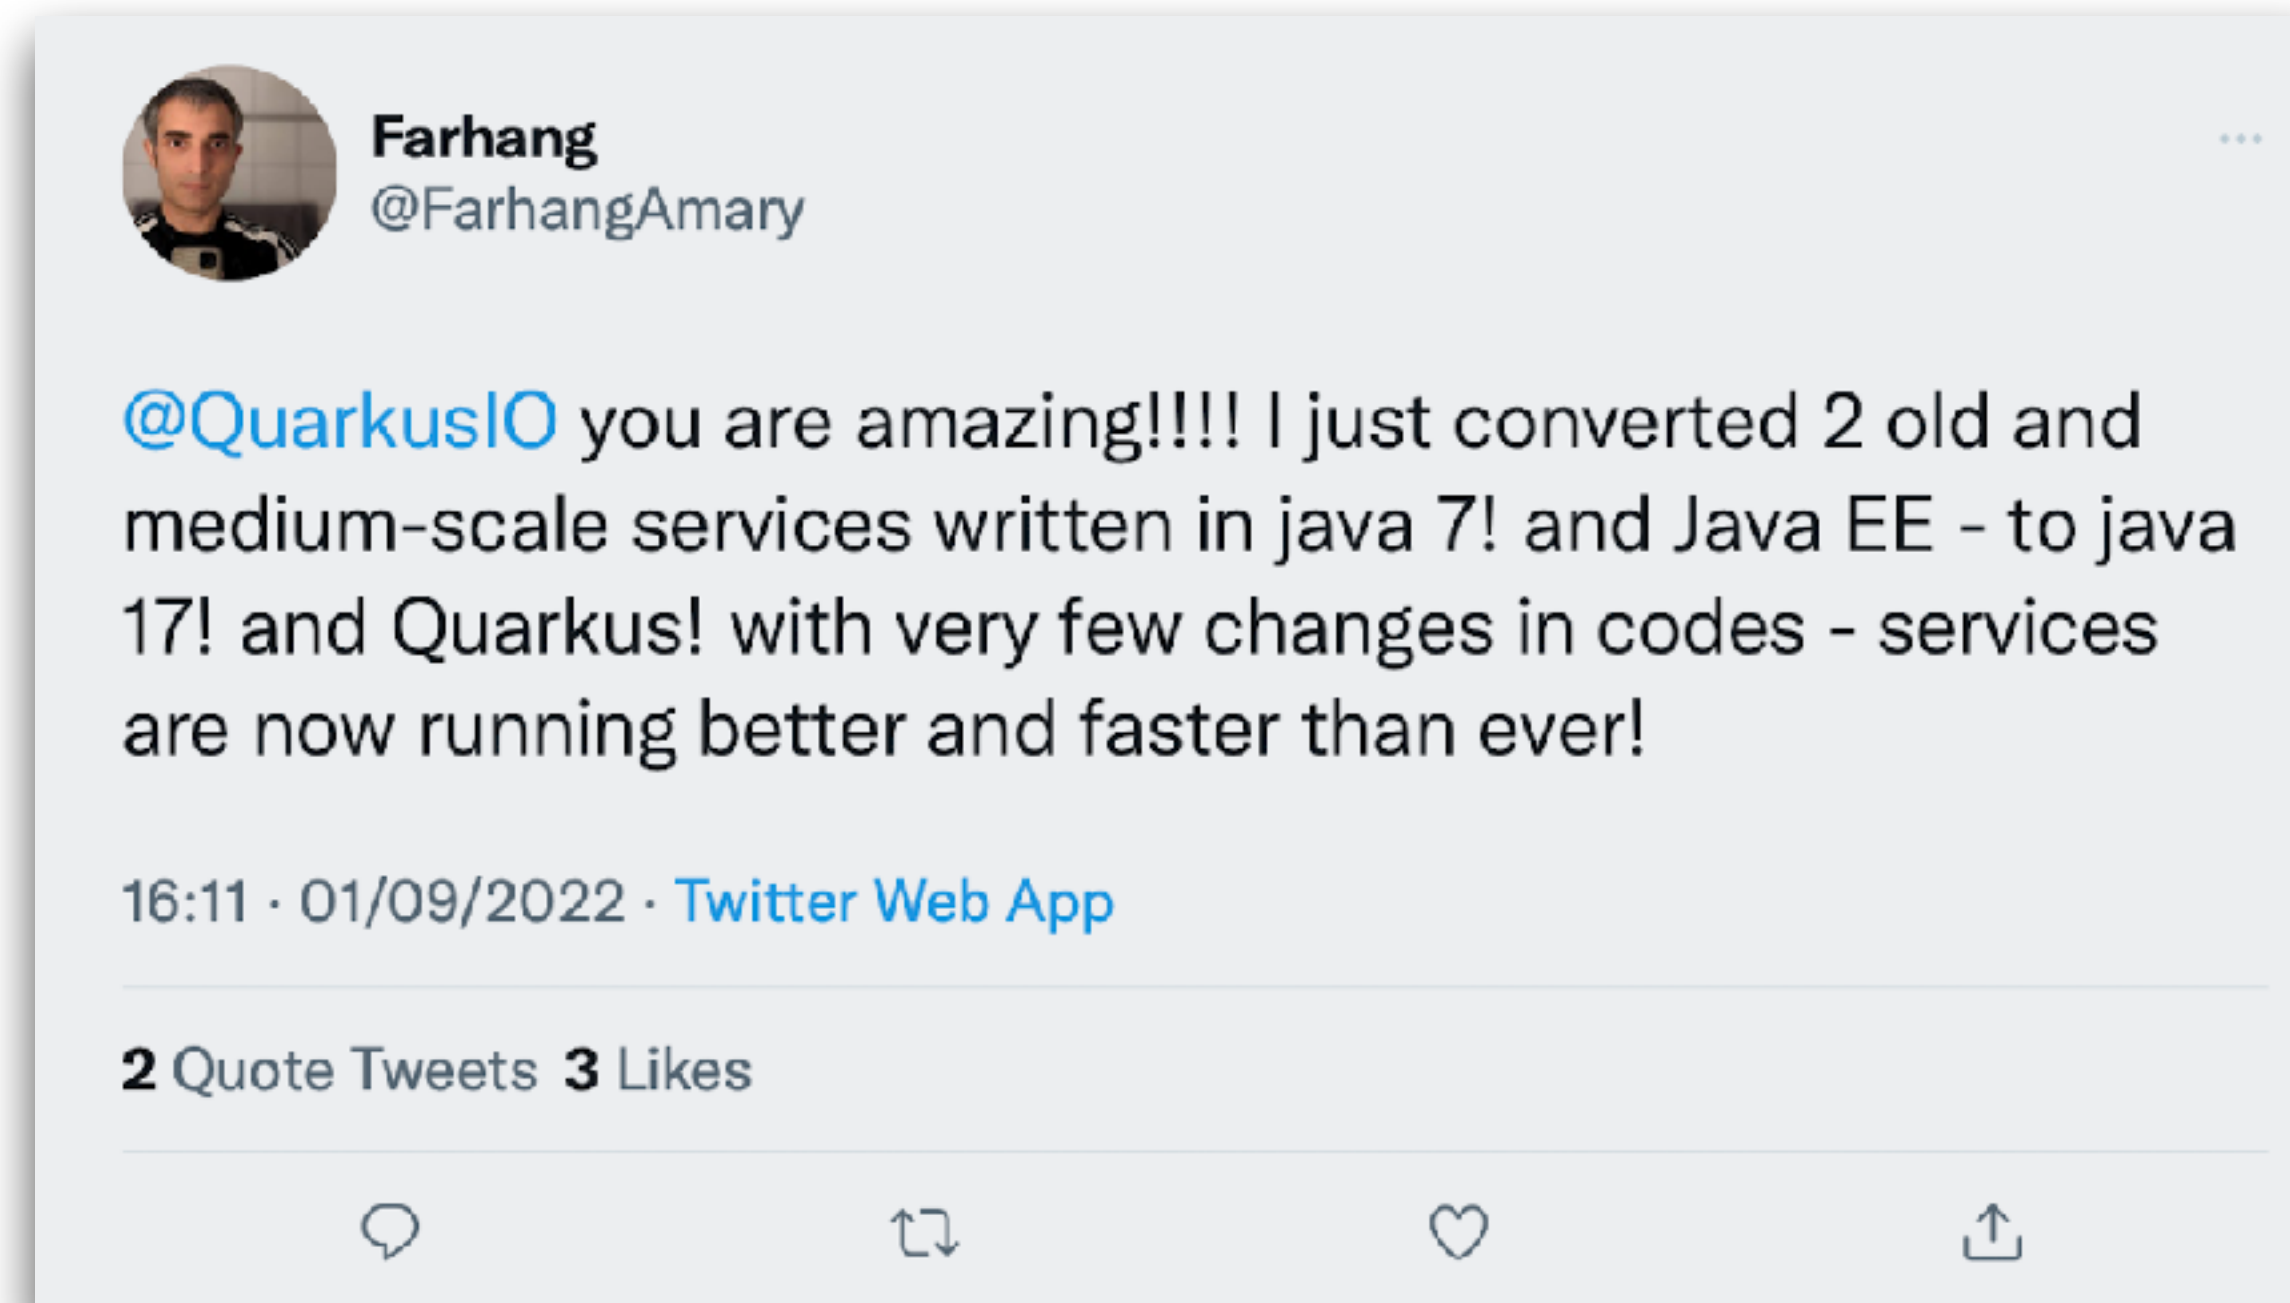 Farhang
@FarhangAmary
@QuarkusIO you are amazing!!!! I just converted 2 old and
medium-scale services written in java 7! and Java EE - to java
17! and Quarkus! with very few changes in codes - services
are now running better and faster than ever!
16:11 · 01/09/2022 · Twitter Web App
2 Quote Tweets 3 Likes